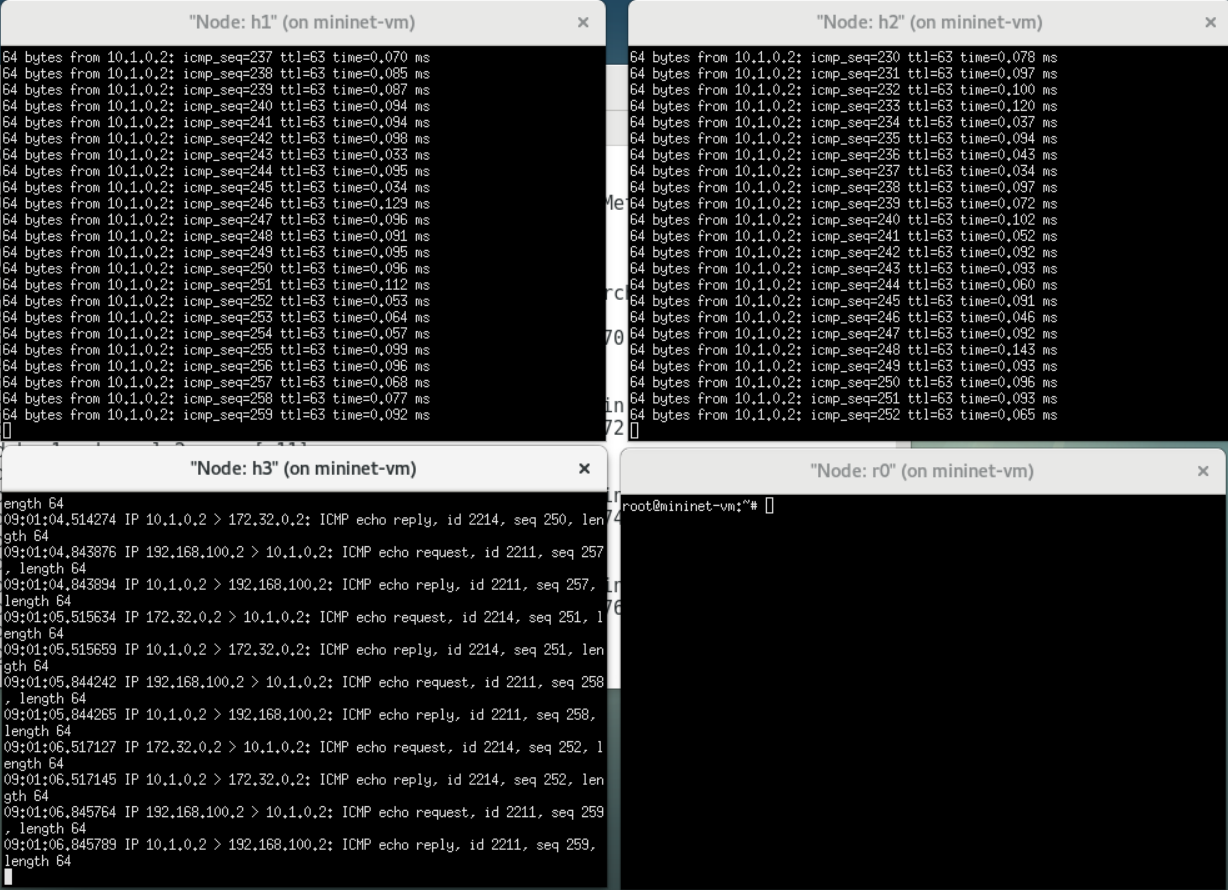 "Node: h1" (on mininet-vm)
64 bytes from 10.1.0.2: icmp_seq=237 ttl=63 time=0.070 ms
64 bytes from 10.1.0.2: icmp_seq=238 ttl=63 time=0.085 ms
64 bytes from 10.1.0.2: icmp_seq=239 ttl=63 time=0.087 ms
64 bytes from 10.1.0.2: icmp_seq=240 ttl=63 time=0.094 ms
64 bytes from 10.1.0.2: icmp_seq=241 ttl=63 time=0.094 ms
64 bytes from 10.1.0.2: icmp_seq=242 ttl=63 time=0.098 ms
64 bytes from 10.1.0.2: icmp_seq=243 ttl=63 time=0.033 ms
64 bytes from 10.1.0.2: icmp_seq=244 ttl=63 time=0.095 ms
64 bytes from 10.1.0.2: icmp_seq=245 ttl=63 time=0.034 ms
64 bytes from 10.1.0.2: icmp_seq=246 ttl=63 time=0.129 ms
64 bytes from 10.1.0.2: icmp_seq=247 ttl=63 time=0.096 ms
64 bytes from 10.1.0.2: icmp_seq=248 ttl=63 time=0.091 ms
64 bytes from 10.1.0.2: icmp_seq=249 ttl=63 time=0.095 ms
64 bytes from 10.1.0.2: icmp_seq=250 ttl=63 time=0.096 ms
64 bytes from 10.1.0.2: icmp_seq=251 ttl=63 time=0.112 ms
64 bytes from 10.1.0.2: icmp_seq=252 ttl=63 time=0.053 ms
64 bytes from 10.1.0.2: icmp_seq=253 ttl=63 time=0.064 ms
64 bytes from 10.1.0.2: icmp_seq=254 ttl=63 time=0.057 ms
64 bytes from 10.1.0.2: icmp_seq=255 ttl=63 time=0.099 ms
64 bytes from 10.1.0.2: icmp_seq=256 ttl=63 time=0.096 ms
64 bytes from 10.1.0.2: icmp_seq=257 ttl=63 time=0.068 ms
64 bytes from 10.1.0.2: icmp_seq=258 ttl=63 time=0.077 ms
64 bytes from 10.1.0.2: icmp_seq=259 ttl=63 time=0.092 ms
"Node: h2" (on mininet-vm)
64 bytes from 10.1.0.2: icmp_seq=230 ttl=63 time=0.078 ms
64 bytes from 10.1.0.2: icmp_seq=231 ttl=63 time=0.097 ms
64 bytes from 10.1.0.2: icmp_seq=232 ttl=63 time=0.100 ms
64 bytes from 10.1.0.2: icmp_seq=233 ttl=63 time=0.120 ms
64 bytes from 10.1.0.2: icmp_seq=234 ttl=63 time=0.037 ms
64 bytes from 10.1.0.2: icmp_seq=235 ttl=63 time=0.094 ms
64 bytes from 10.1.0.2: icmp_seq=236 ttl=63 time=0.043 ms
64 bytes from 10.1.0.2: icmp_seq=237 ttl=63 time=0.034 ms
64 bytes from 10.1.0.2: icmp_seq=238 ttl=63 time=0.097 ms
64 bytes from 10.1.0.2: icmp_seq=239 ttl=63 time=0.072 ms
64 bytes from 10.1.0.2: icmp_seq=240 ttl=63 time=0.102 ms
64 bytes from 10.1.0.2: icmp_seq=241 ttl=63 time=0.052 ms
64 bytes from 10.1.0.2: icmp_seq=242 ttl=63 time=0.092 ms
64 bytes from 10.1.0.2: icmp_seq=243 ttl=63 time=0.093 ms
64 bytes from 10.1.0.2: icmp_seq=244 ttl=63 time=0.060 ms
64 bytes from 10.1.0.2: icmp_seq=245 ttl=63 time=0.091 ms
64 bytes from 10.1.0.2: icmp_seq=246 ttl=63 time=0.046 ms
64 bytes from 10.1.0.2: icmp_seq=247 ttl=63 time=0.092 ms
64 bytes from 10.1.0.2: icmp_seq=248 ttl=63 time=0.143 ms
64 bytes from 10.1.0.2: icmp_seq=249 ttl=63 time=0.093 ms
64 bytes from 10.1.0.2: icmp_seq=250 ttl=63 time=0.096 ms
64 bytes from 10.1.0.2: icmp_seq=251 ttl=63 time=0.093 ms
64 bytes from 10.1.0.2: icmp_seq=252 ttl=63 time=0.065 ms
"Node: h3" (on mininet-vm)
ength 64
09:01:04.514274 IP 10.1.0.2 > 172.32.0.2: ICMP echo reply, id 2214, seq 250, len
gth 64
09:01:04.843876 IP 192.168.100.2 > 10.1.0.2: ICMP echo request, id 2211, seq 257
, length 64
09:01:04.843894 IP 10.1.0.2 > 192.168.100.2: ICMP echo reply, id 2211, seq 257,
length 64
09:01:05.515634 IP 172.32.0.2 > 10.1.0.2: ICMP echo request, id 2214, seq 251, l
ength 64
09:01:05.515659 IP 10.1.0.2 > 172.32.0.2: ICMP echo reply, id 2214, seq 251, len
gth 64
09:01:05.844242 IP 192.168.100.2 > 10.1.0.2: ICMP echo request, id 2211, seq 258
, length 64
09:01:05.844265 IP 10.1.0.2 > 192.168.100.2: ICMP echo reply, id 2211, seq 258,
length 64
09:01:06.517127 IP 172.32.0.2 > 10.1.0.2: ICMP echo request, id 2214, seq 252, l
ength 64
09:01:06.517145 IP 10.1.0.2 > 172.32.0.2: ICMP echo reply, id 2214, seq 252, len
gth 64
09:01:06.845764 IP 192.168.100.2 > 10.1.0.2: ICMP echo request, id 2211, seq 259
, length 64
09:01:06.845789 IP 10.1.0.2 > 192.168.100.2: ICMP echo reply, id 2211, seq 259,
length 64
"Node: r0" (on mininet-vm)
root@mininet-vm:~#